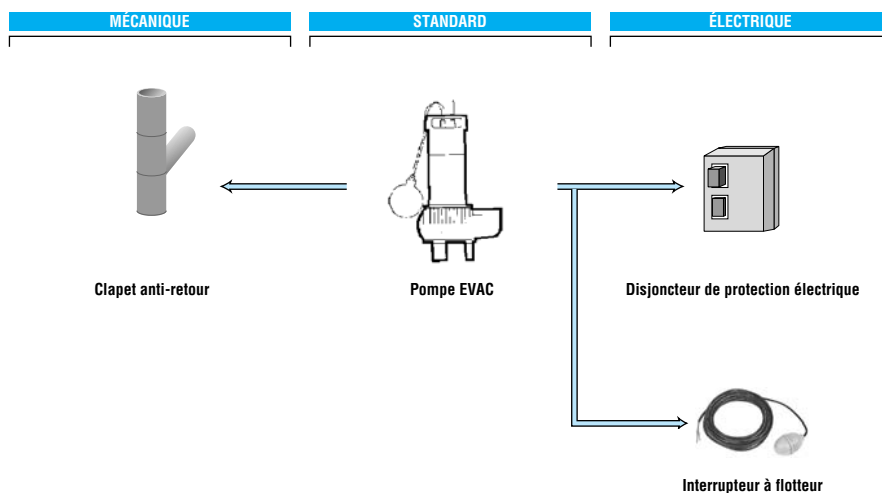 MÉCANIQUE
STANDARD
ÉLECTRIQUE
Clapet anti-retour
Pompe EVAC
Disjoncteur de protection électrique
Interrupteur à flotteur